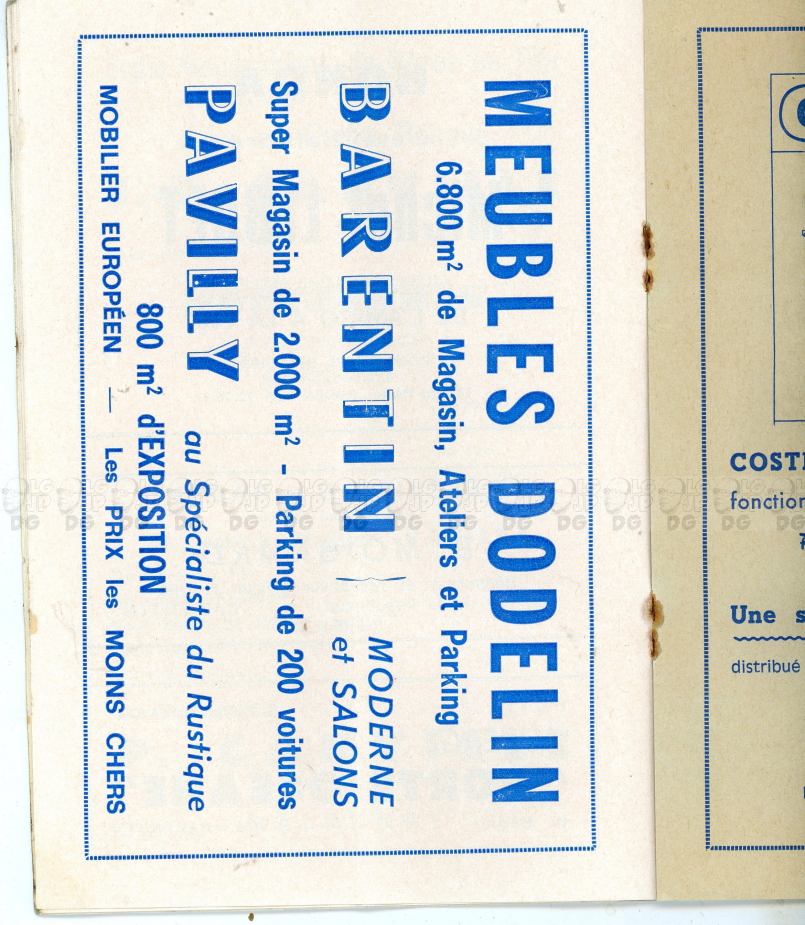 MEUBLES DODELIN
6.800 m² de Magasin, Ateliers et Parking
BARENTIN } MODERNE
et SALONS
Super Magasin de 2.000 m² - Parking de 200 voitures
PAVILLY au Spécialiste du Rustique
800 m² d'EXPOSITION
MOBILIER EUROPÉEN — Les PRIX les MOINS CHERS
fonction
Une s
distribué